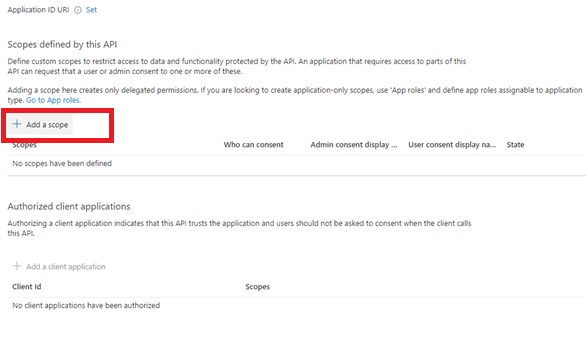 Application ID URI Set
Scopes defined by this API
Define custom scopes to restrict access to data and functionality protected by the API. An application that requires access to parts of this
API can request that a user or admin consent to one or more of these.
Adding a scope here creates only delegated permissions. If you are looking to create application-only scopes, use 'App roles' and define app roles assignable to application
type. Go to App roles.
+ Add a scope
Scopes Who can consent Admin consent display ... User consent display na... State
No scopes have been defined
Authorized client applications
Authorizing a client application indicates that this API trusts the application and users should not be asked to consent when the client calls
this API.
+ Add a client application
Client Id Scopes
No client applications have been authorized